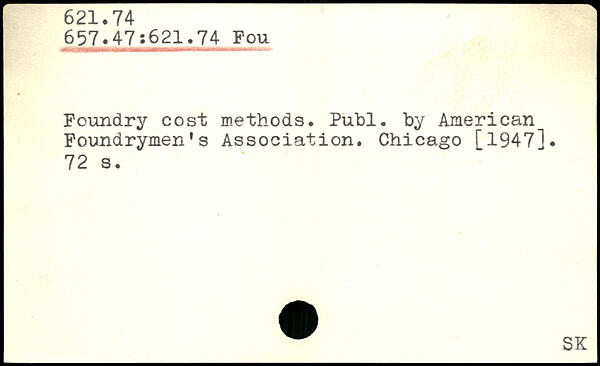 621.74
657.47:621.74 Fou
Foundry cost methods. Publ. by American
Foundrymen's Association. Chicago [1947].
72 s.
SK